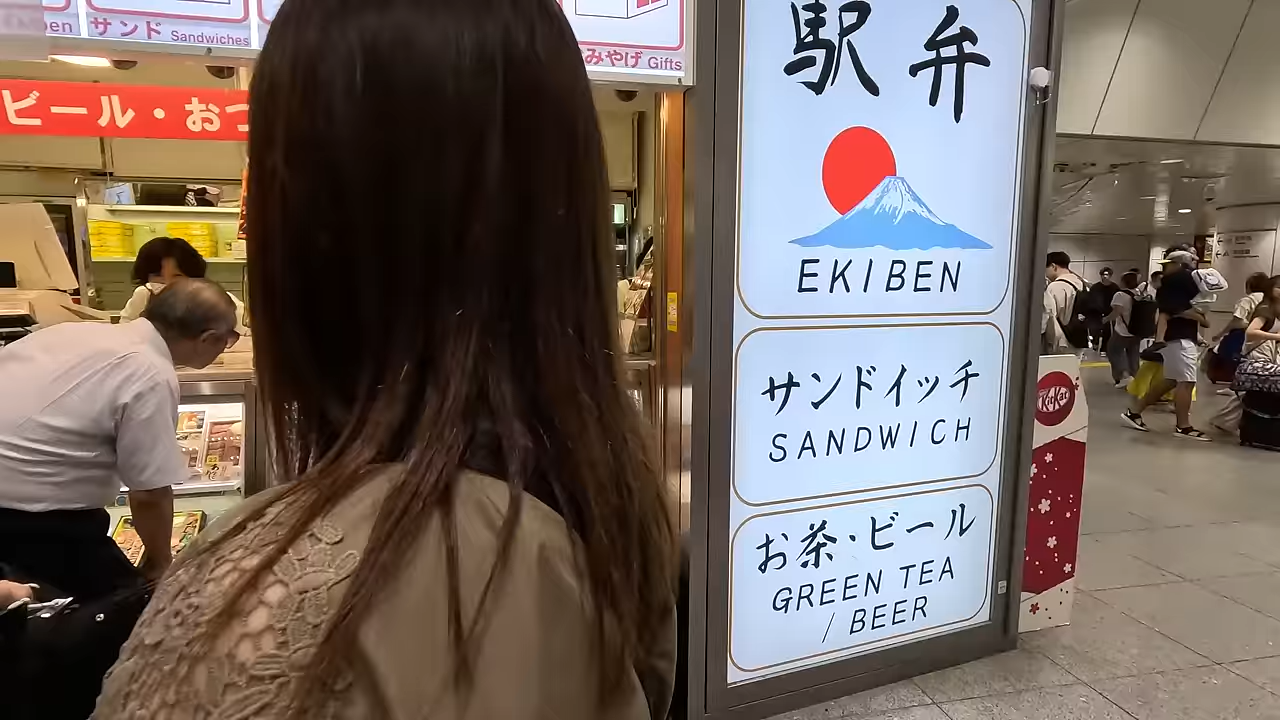 サンド Sandwiches
みやげ Gifts
ビール・おつ
駅弁
EKIBEN
サンドイッチ
SANDWICH
お茶・ビール
GREEN TEA
/ BEER
KitKat